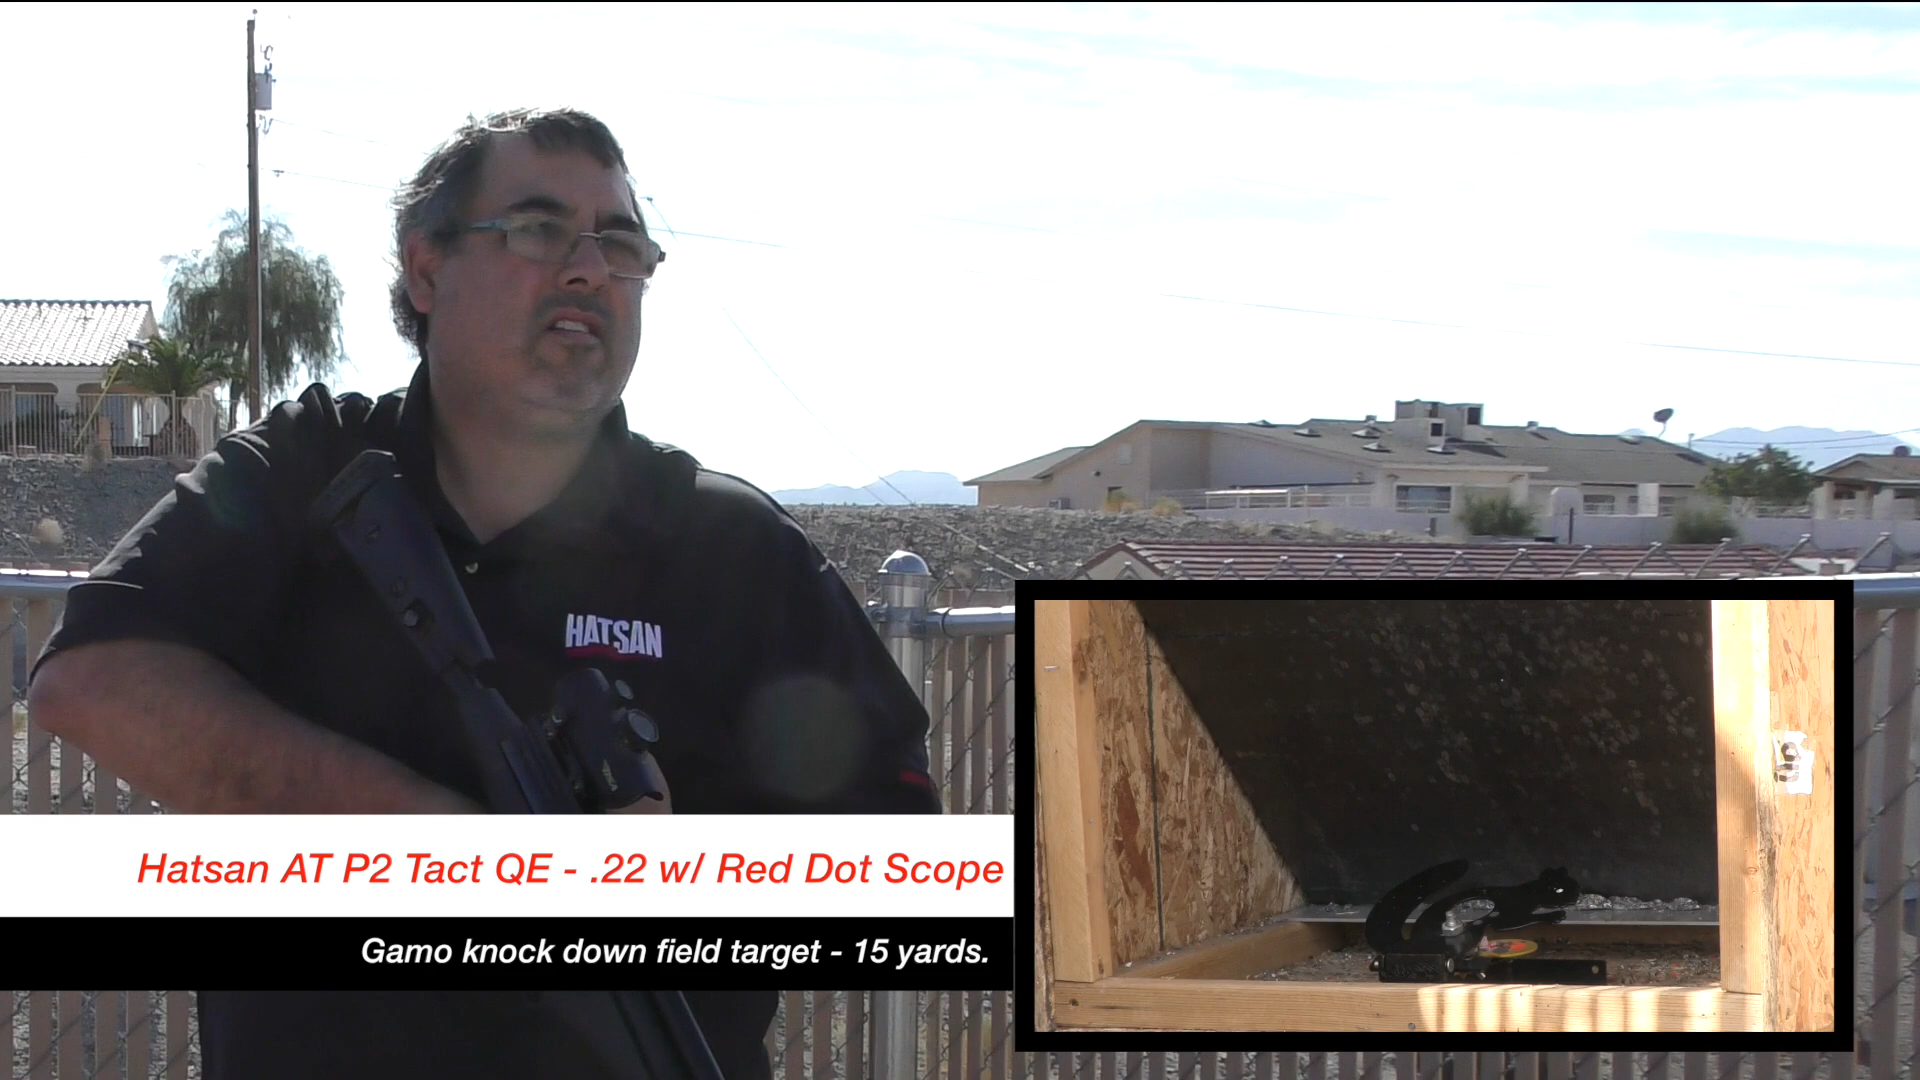 HATSAN
Hatsan AT P2 Tact QE - .22 w/ Red Dot Scope
Gamo knock down field target - 15 yards.